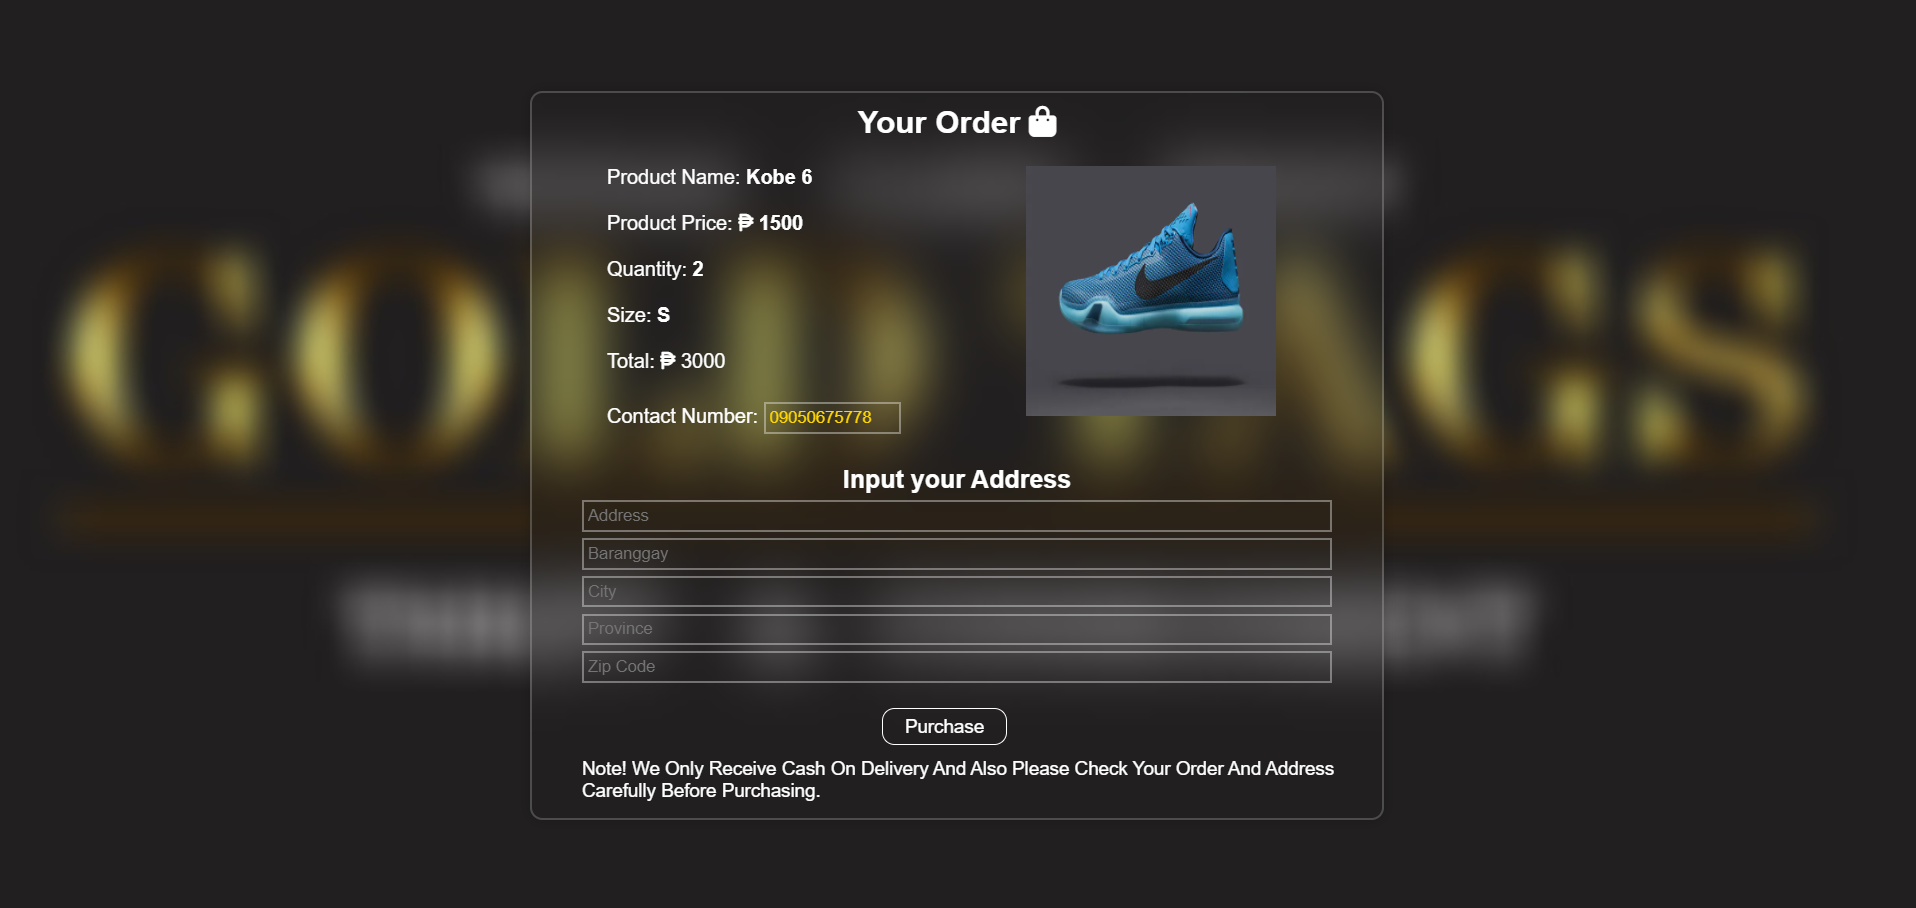 Your Order
Product Name: Kobe 6
Product Price: ₱ 1500
Quantity: 2
Size: S
Total: ₱ 3000
Contact Number: 09050675778
Input your Address
Address
Baranggay
City
Province
Zip Code
Purchase
Note! We Only Receive Cash On Delivery And Also Please Check Your Order And Address
Carefully Before Purchasing.